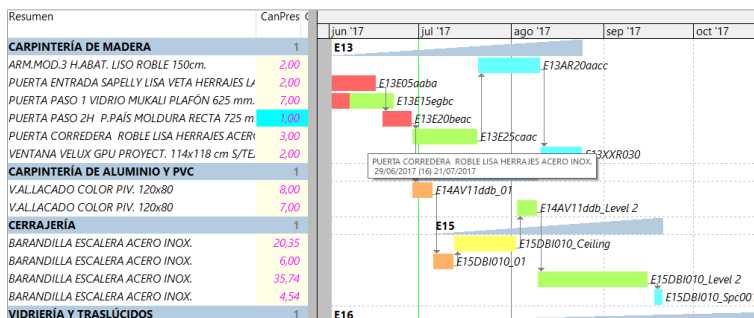 Resumen CanPres jun '17 jul '17 ago '17 sep '17 oct '17
CARPINTERÍA DE MADERA 1 E13
ARM.MOD.3 H.ABAT. LISO ROBLE 150cm. 2,00 E13AR20aacc
PUERTA ENTRADA SAPELLY LISA VETA HERRAJES 2,00 E13E05aaba
PUERTA PASO 1 VIDRIO MUKALI PLAFÓN 625 mm. 7,00 E13E15egbc
PUERTA PASO 2H P.PAÍS MOLDURA RECTA 725 1,00 E13E20beac
PUERTA CORREDERA ROBLE LISA HERRAJES 3,00 E13E25caac
VENTANA VELUX GPU PROYECT. 114x118 cm 2,00 E13XXR030
PUERTA CORREDERA ROBLE LISA HERRAJES ACERO INOX.
29/06/2017 (16) 21/07/2017
CARPINTERÍA DE ALUMINIO Y PVC 1
V.AL.LACADO COLOR PIV. 120x80 8,00 E14AV11ddb_01
V.AL.LACADO COLOR PIV. 120x80 7,00 E14AV11ddb_Level 2
CERRAJERÍA 1 E15
BARANDILLA ESCALERA ACERO INOX. 20,35 E15DBI010_Ceiling
BARANDILLA ESCALERA ACERO INOX. 6,00 E15DBI010_01
BARANDILLA ESCALERA ACERO INOX. 35,74 E15DBI010_Level 2
BARANDILLA ESCALERA ACERO INOX. 4,54 E15DBI010_Spc001
VIDRIERÍA Y TRASLÚCIDOS 1 E16